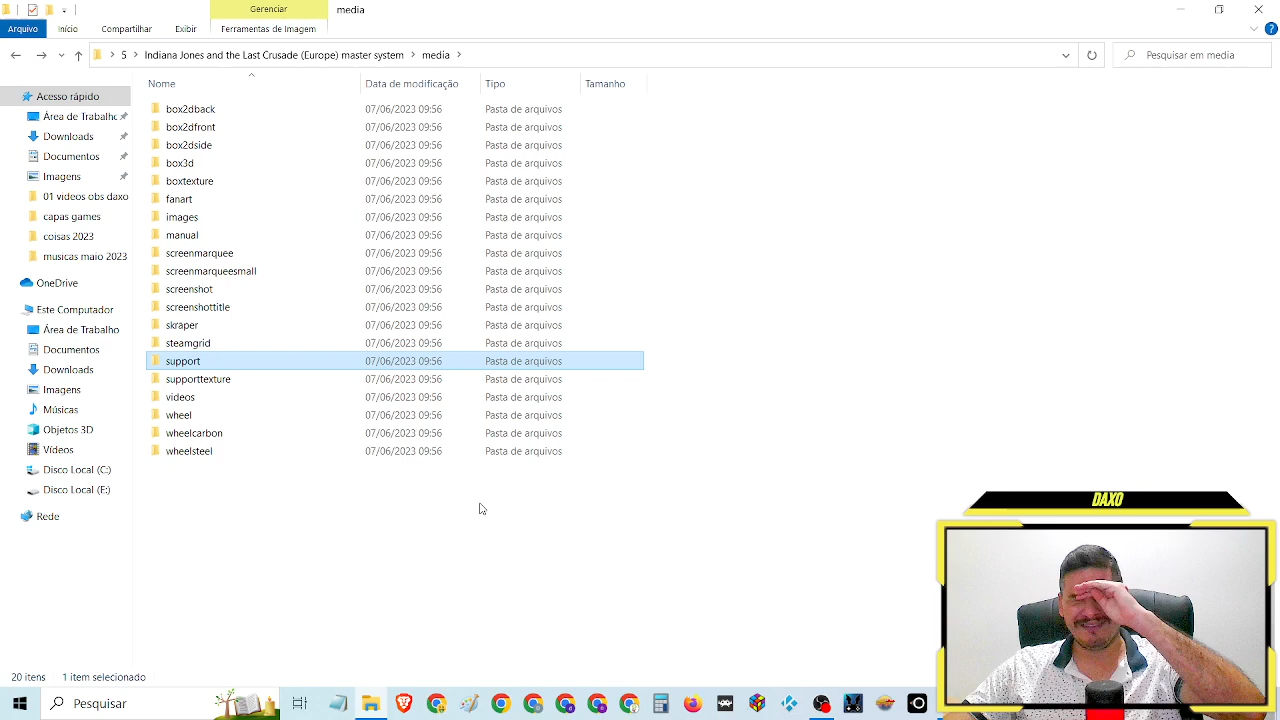 Gerenciar
media
Arquivo
Início
Compartilhar
Exibir
Ferramentas de Imagem
5
Indiana Jones and the Last Crusade (Europe) master system
media
Pesquisar em media
Nome
Data de modificação
Tipo
Tamanho
Acesso rápido
Área de Trabalho
Downloads
Documentos
Imagens
01 videos obs daxo
capas games
coisas 2023
musicas maio 2023
OneDrive
Este Computador
Área de Trabalho
Documentos
Downloads
Imagens
Músicas
Objetos 3D
Vídeos
Disco Local (C:)
Disco Local (E:)
Rede
box2dback 07/06/2023 09:56 Pasta de arquivos
box2dfront 07/06/2023 09:56 Pasta de arquivos
box2dside 07/06/2023 09:56 Pasta de arquivos
box3d 07/06/2023 09:56 Pasta de arquivos
boxtexture 07/06/2023 09:56 Pasta de arquivos
fanart 07/06/2023 09:56 Pasta de arquivos
images 07/06/2023 09:56 Pasta de arquivos
manual 07/06/2023 09:56 Pasta de arquivos
screenmarquee 07/06/2023 09:56 Pasta de arquivos
screenmarqueesmall 07/06/2023 09:56 Pasta de arquivos
screenshot 07/06/2023 09:56 Pasta de arquivos
screenshottitle 07/06/2023 09:56 Pasta de arquivos
skraper 07/06/2023 09:56 Pasta de arquivos
steamgrid 07/06/2023 09:56 Pasta de arquivos
support 07/06/2023 09:56 Pasta de arquivos
supporttexture 07/06/2023 09:56 Pasta de arquivos
videos 07/06/2023 09:56 Pasta de arquivos
wheel 07/06/2023 09:56 Pasta de arquivos
wheelcarbon 07/06/2023 09:56 Pasta de arquivos
wheelsteel 07/06/2023 09:56 Pasta de arquivos
DAXO
20 itens
1 item selecionado
Pesquisar